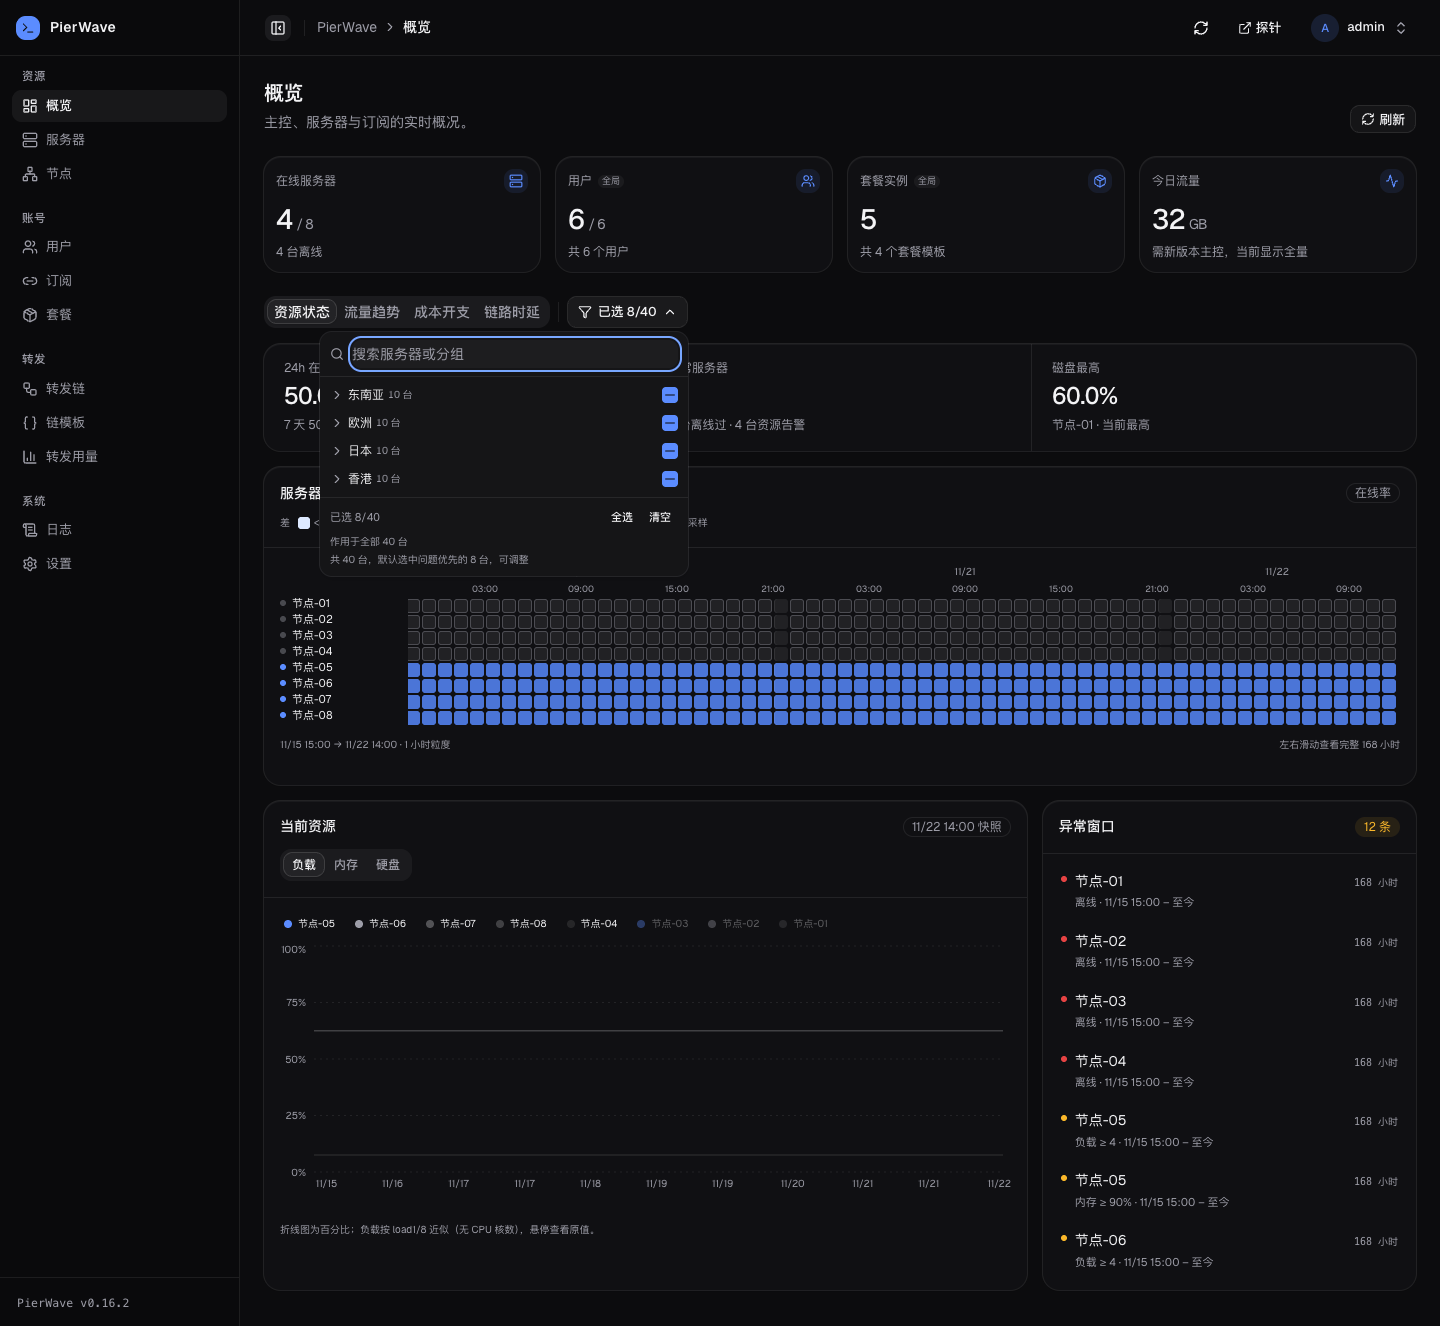 PierWave
PierWave > 概览
探针
A
admin
资源
概览
服务器
节点
账号
用户
订阅
套餐
转发
转发链
链模板
转发用量
系统
日志
设置
PierWave v0.16.2
概览
主控、服务器与订阅的实时概况。
刷新
在线服务器
4 / 8
4 台离线
用户 全局
6 / 6
共 6 个用户
套餐实例 全局
5
共 4 个套餐模板
今日流量
32 GB
需新版本主控，当前显示全量
资源状态 流量趋势 成本开支 链路时延
已选 8/40
搜索服务器或分组
东南亚 10 台
欧洲 10 台
日本 10 台
香港 10 台
已选 8/40 全选 清空
作用于全部 40 台
共 40 台，默认选中问题优先的 8 台，可调整
24h 在
50.
7 天 50
服务器
离线过 · 4 台资源告警
磁盘最高
60.0%
节点-01 · 当前最高
服务器
在线率
差 <
采样
11/21 11/22
03:00 09:00 15:00 21:00 03:00 09:00 15:00 21:00 03:00 09:00
节点-01
节点-02
节点-03
节点-04
节点-05
节点-06
节点-07
节点-08
11/15 15:00 → 11/22 14:00 · 1 小时粒度
左右滑动查看完整 168 小时
当前资源
11/22 14:00 快照
负载 内存 硬盘
节点-05 节点-06 节点-07 节点-08 节点-04 节点-03 节点-02 节点-01
100%
75%
50%
25%
0%
11/15 11/16 11/17 11/17 11/18 11/19 11/19 11/20 11/21 11/21 11/22
折线图为百分比；负载按 load1/8 近似（无 CPU 核数），悬停查看原值。
异常窗口
12 条
节点-01 168 小时
离线 · 11/15 15:00 – 至今
节点-02 168 小时
离线 · 11/15 15:00 – 至今
节点-03 168 小时
离线 · 11/15 15:00 – 至今
节点-04 168 小时
离线 · 11/15 15:00 – 至今
节点-05 168 小时
负载 ≥ 4 · 11/15 15:00 – 至今
节点-05 168 小时
内存 ≥ 90% · 11/15 15:00 – 至今
节点-06 168 小时
负载 ≥ 4 · 11/15 15:00 – 至今